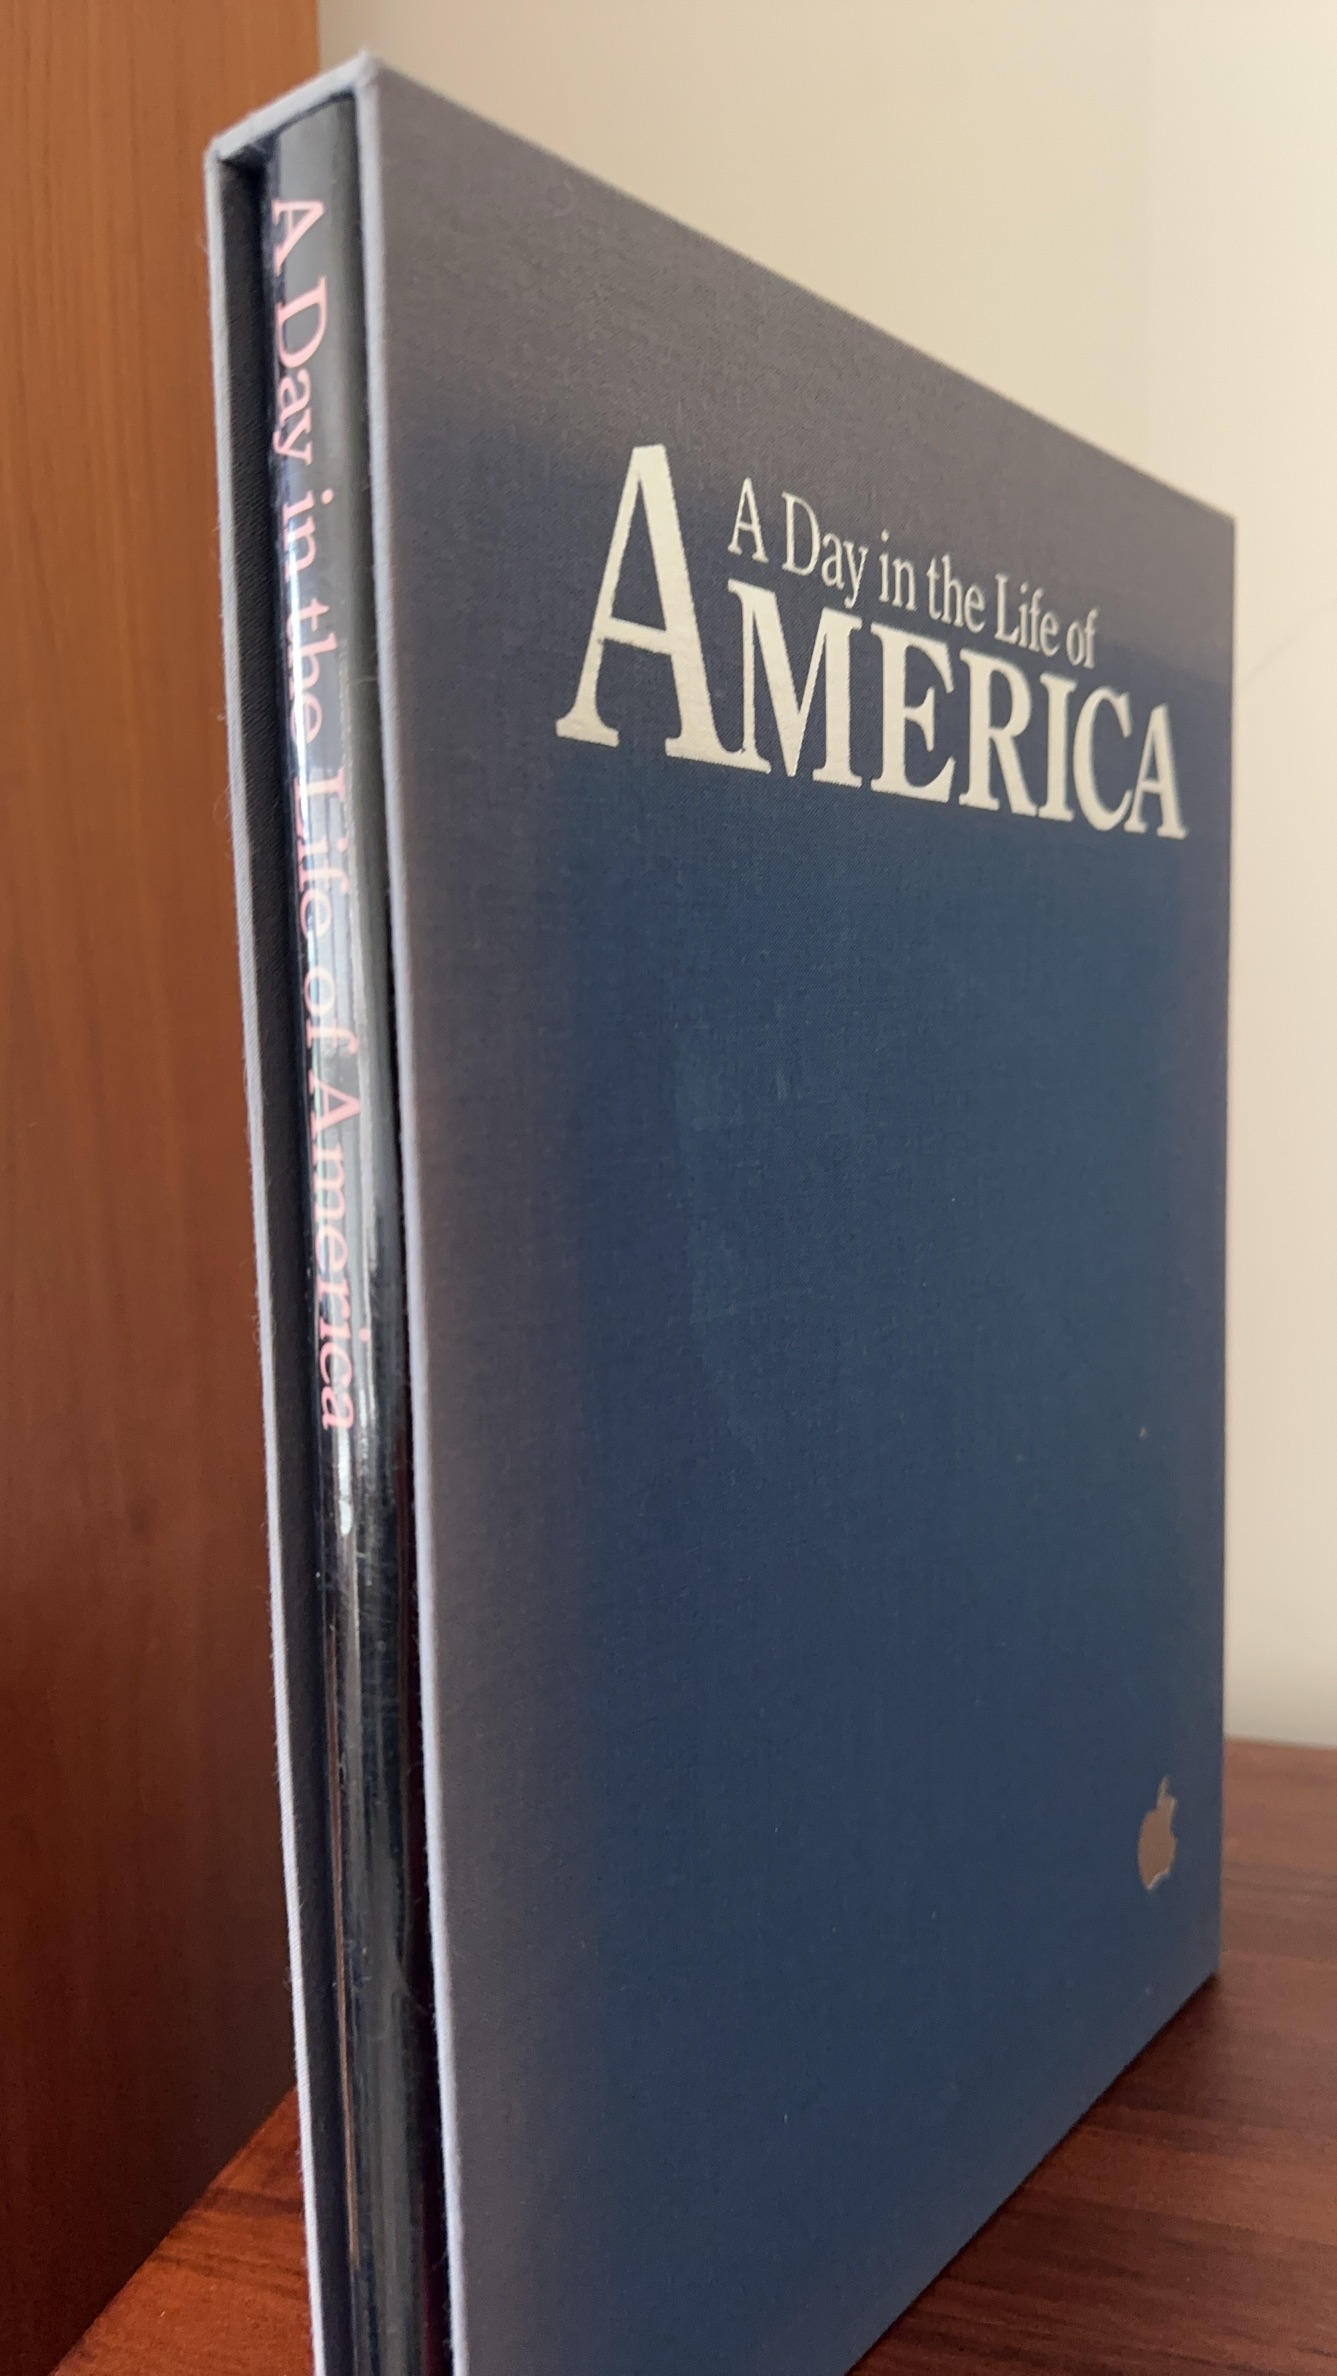 A Day in the Life of America
A Day in the Life of
AMERICA